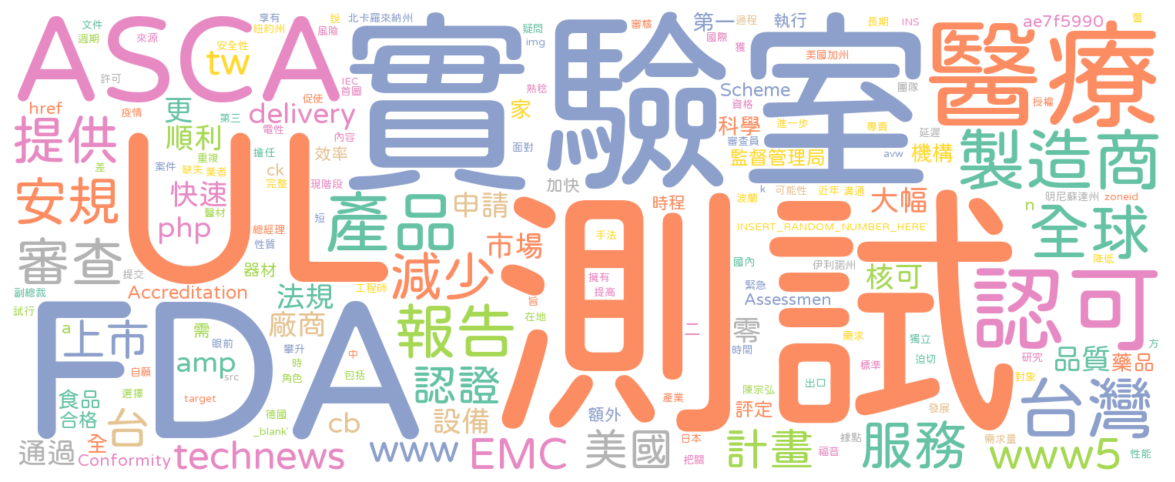 文件
享有
北卡羅來納州
說
ASCA
實驗室
醫療
疑問
第一
審核
過程
執行
長期
INS
ae7f5990
週期
來源
紐約州
風險
安全性
tw
img
國際
獲
美國加州
許可
IEC
首圖
熟稔
Scheme
團隊
授權
href
疫情
更
促使
delivery
家
資格
科學
進一步
專責
延遲
製造商
提供
順利
第三
電性
內容
面對
審查員
監督管理局
avw
機構
差
案件
重複
缺失
業者
擔任
效率
ck
加快
安規
快速
完整
現階段
醫材
短
k
可能性
近年
溝通
波蘭
明尼蘇達州
zoneid
n
php
UL
產品
申請
時程
大幅
全球
總經理
性質
市場
手法
測試
INSERT_RANDOM_NUMBER_HERE'
降低
審查
提交
器材
減少
國內
伊利諾州
核可
認可
擁有
提高
緊急
Assessmen
副總裁
試行
Accreditation
工程師
法規
旨
在地
FDA
廠商
報告
二
零
需求
獨立
迫切
a
上市
需
眼前
攀升
時
角色
中
包括
時間
標準
研究
方
品質
藥品
amp
src
自願
認證
陳宗弘
出口
對象
食品
合格
選擇
target
德國
_blank'
設備
額外
產業
評定
發展
台灣
台
cb
通過
全
Conformity
technews
www
EMC
美國
日本
把關
計畫
福音
據點
服務
需求量
www5
性能